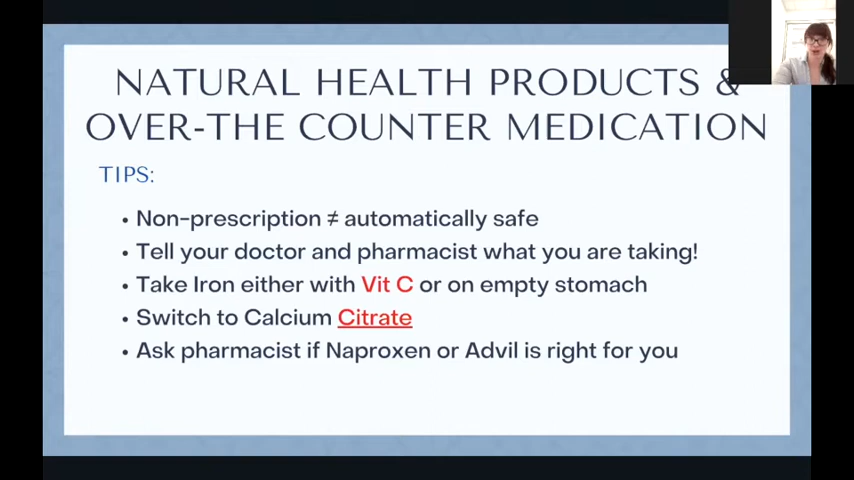 NATURAL HEALTH PRODUCTS &
OVER-THE COUNTER MEDICATION
TIPS:
• Non-prescription ≠ automatically safe
• Tell your doctor and pharmacist what you are taking!
• Take Iron either with Vit C or on empty stomach
• Switch to Calcium Citrate
• Ask pharmacist if Naproxen or Advil is right for you